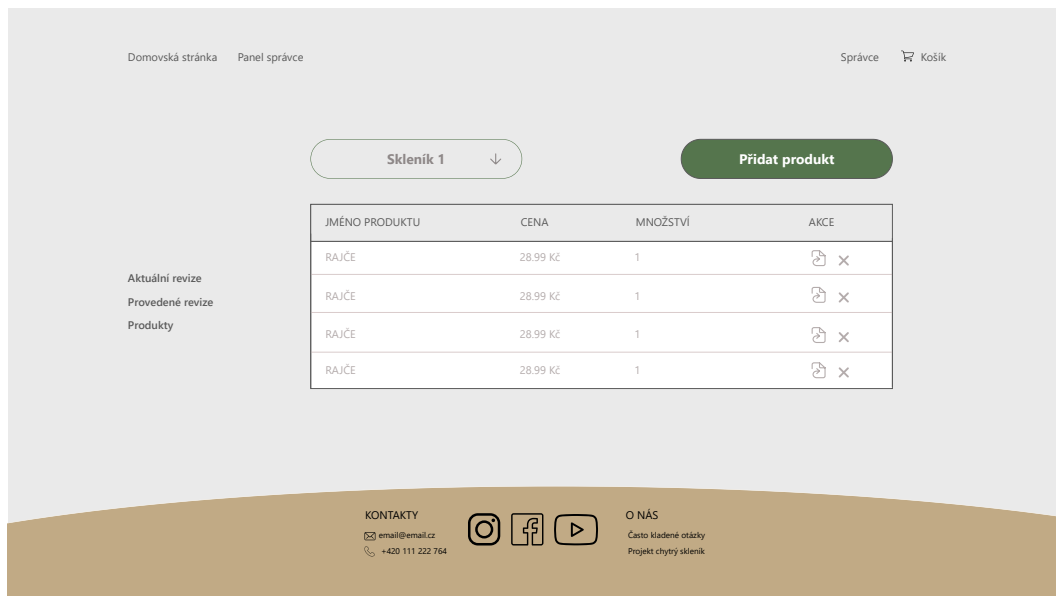 Domovská stránka Panel správce Správce Košík
Skleník 1 Přidat produkt
JMÉNO PRODUKTU CENA MNOŽSTVÍ AKCE
RAJČE 28.99 Kč 1
RAJČE 28.99 Kč 1
RAJČE 28.99 Kč 1
RAJČE 28.99 Kč 1
Aktuální revize
Provedené revize
Produkty
KONTAKTY
email@email.cz
+420 111 222 764
O NÁS
Často kladené otázky
Projekt chytrý skleník